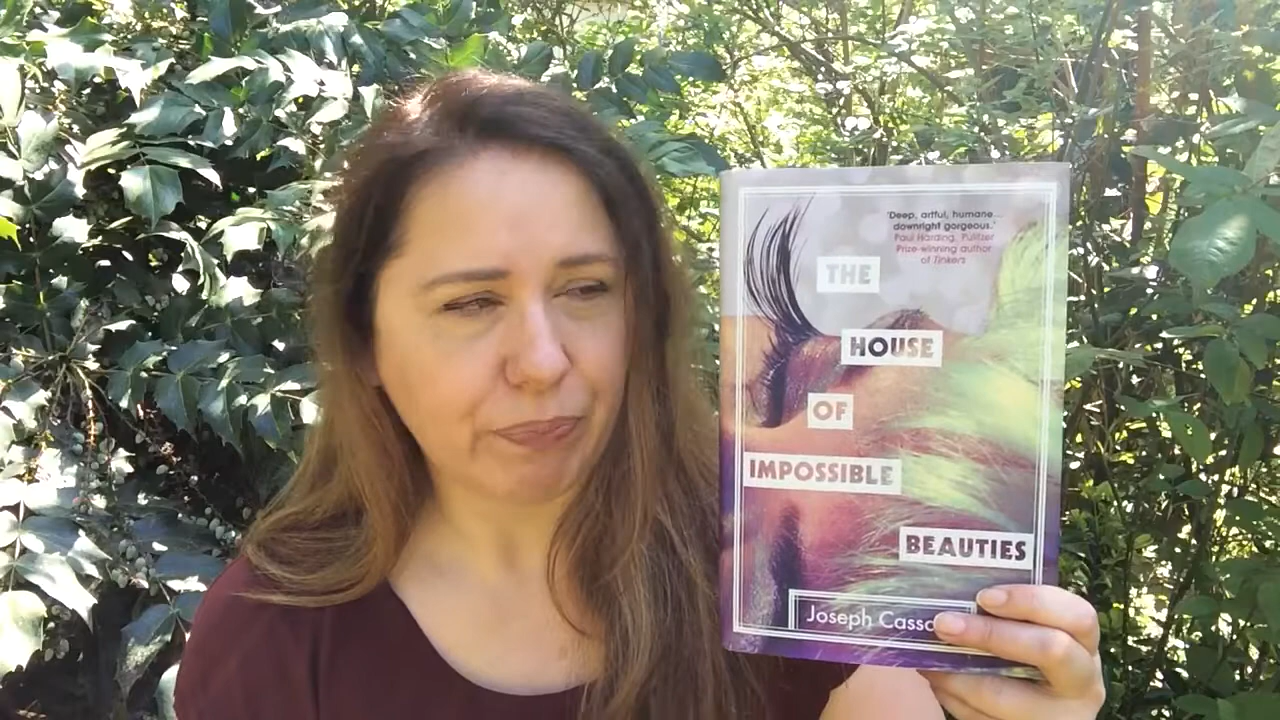 'Deep, artful, humane...
downright gorgeous.'
Paul Harding, Pulitzer
Prize-winning author
of Tinkers
THE
HOUSE
OF
IMPOSSIBLE
BEAUTIES
Joseph